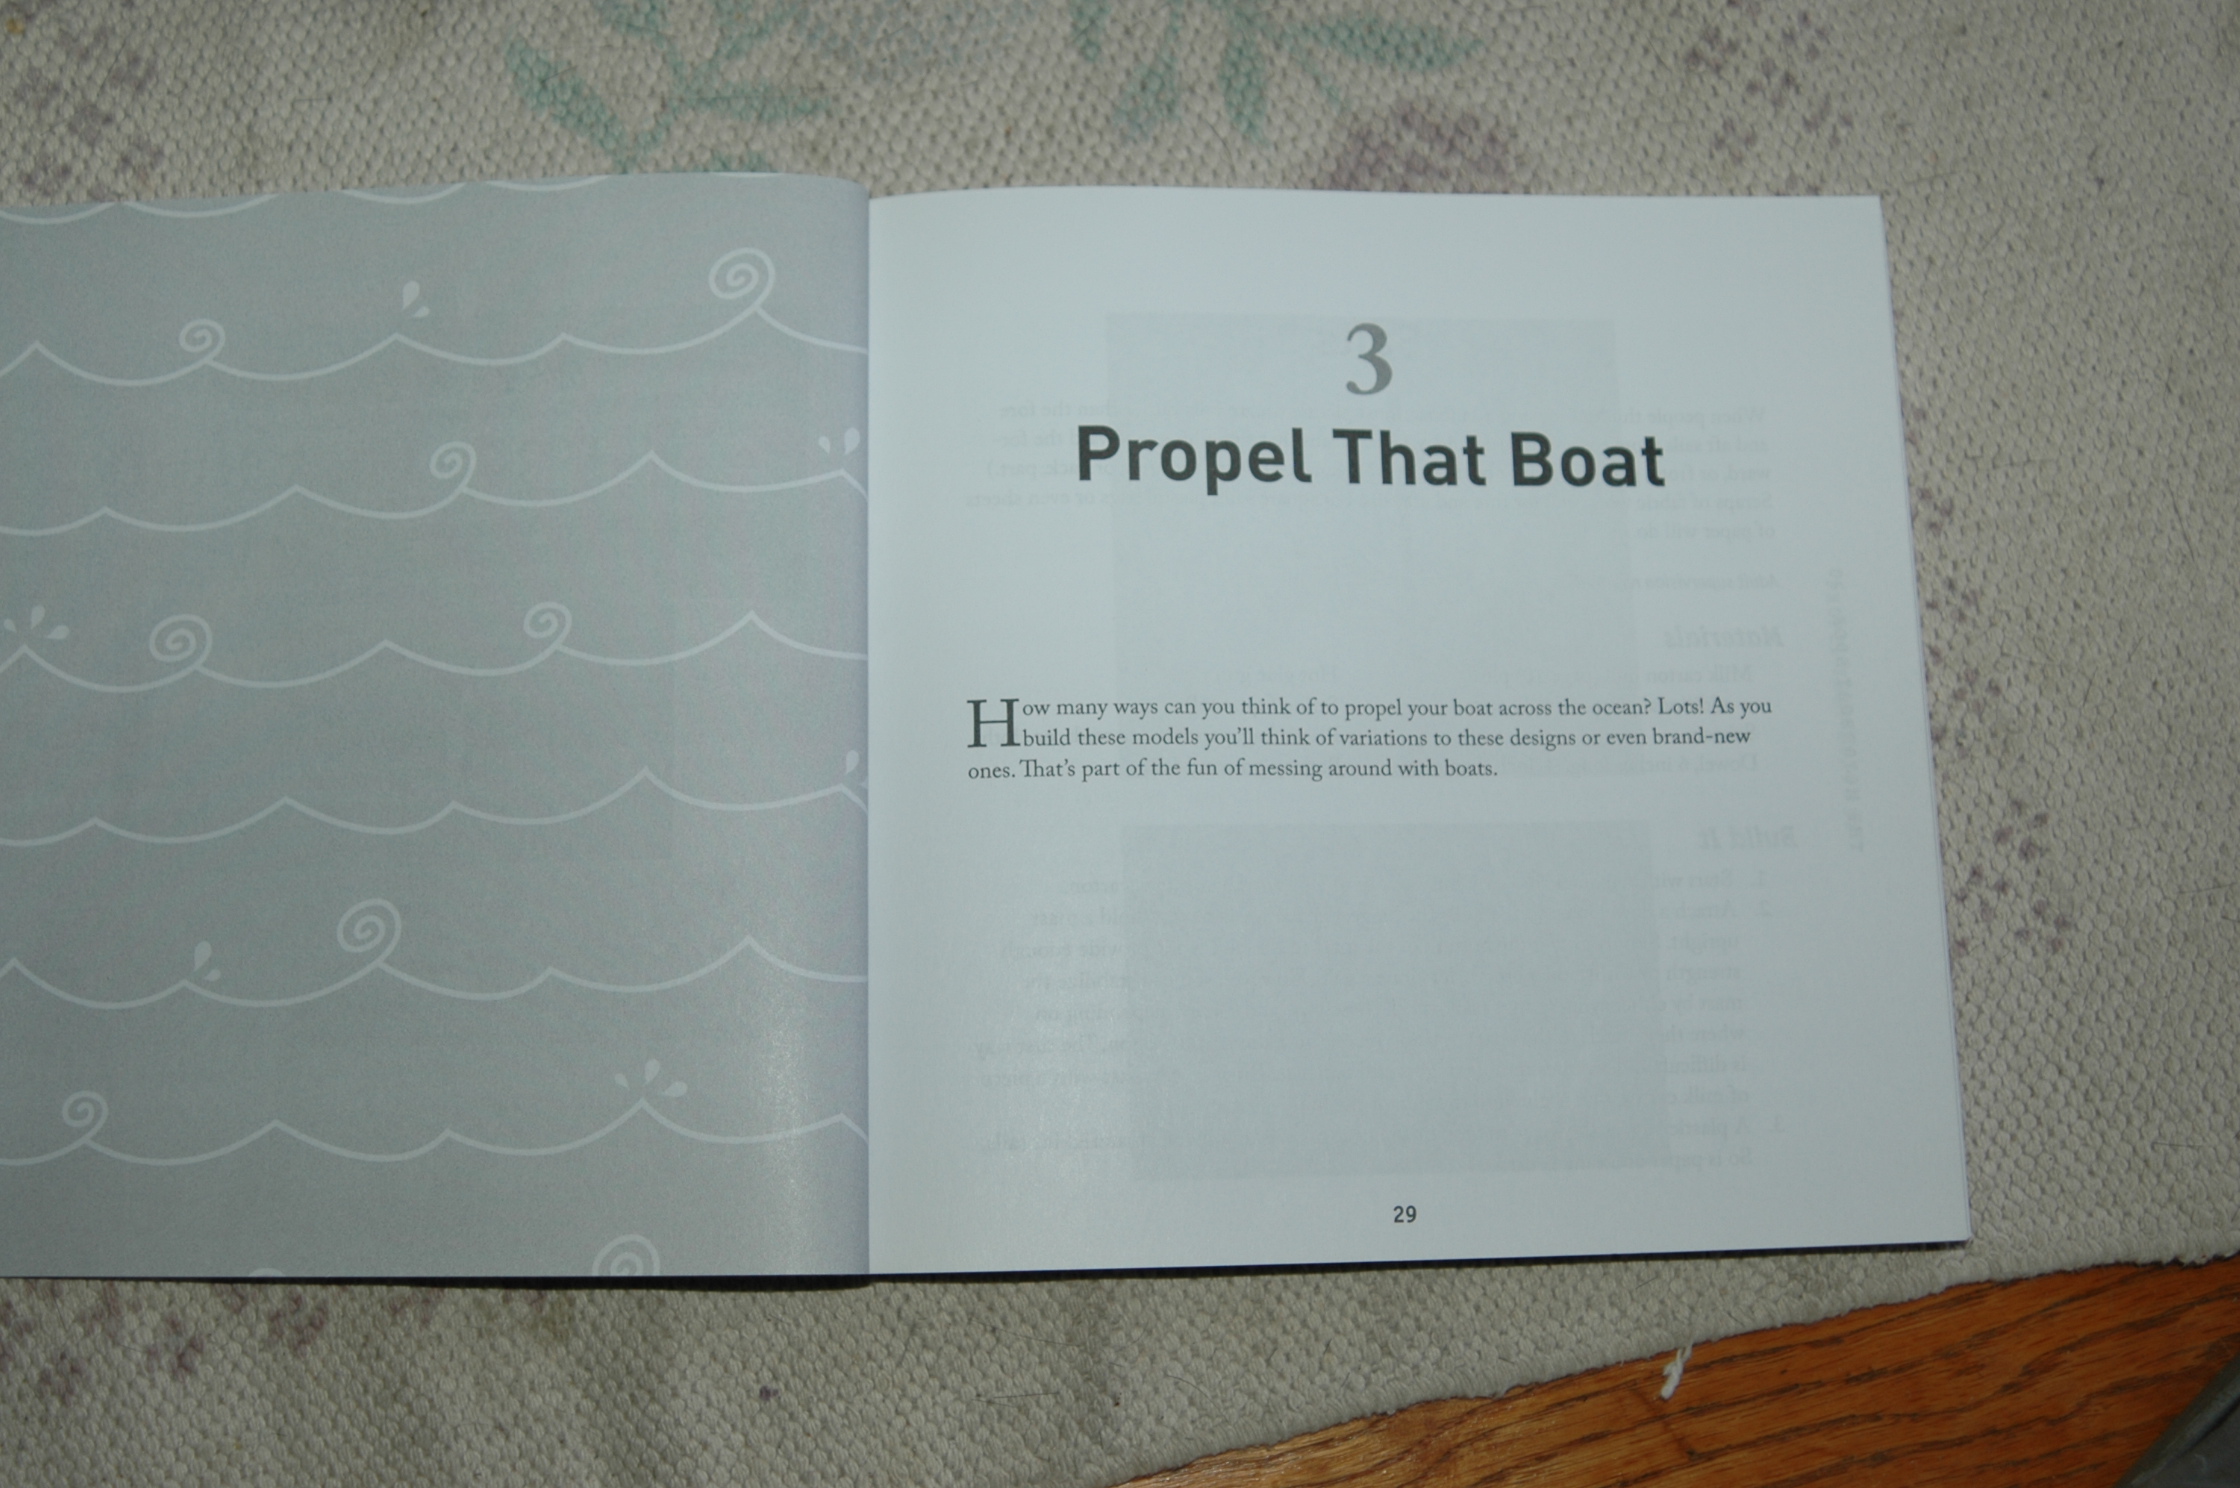 3
Propel That Boat
How many ways can you think of to propel your boat across the ocean? Lots! As you
build these models you'll think of variations to these designs or even brand-new
ones. That's part of the fun of messing around with boats.
29